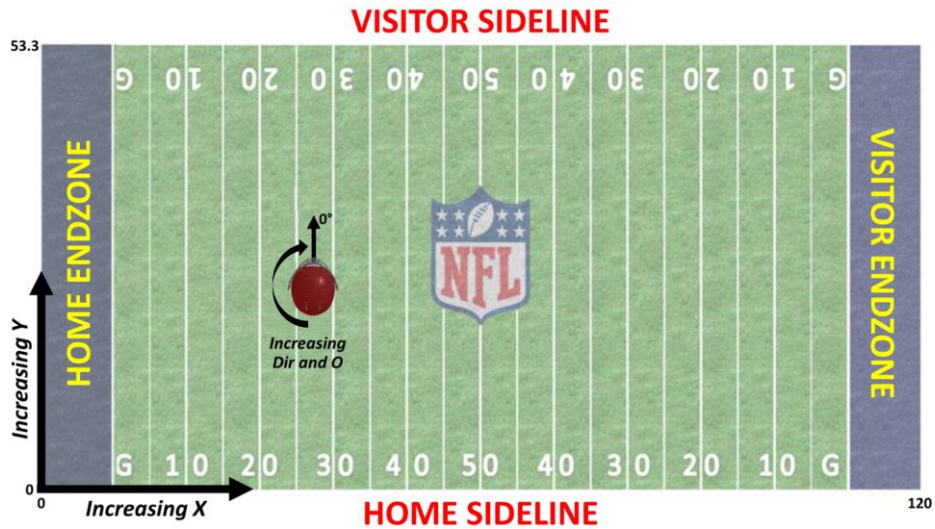 VISITOR SIDELINE
53.3
G 10 20 30 40 50 40 30 20 10 G
HOME ENDZONE
VISITOR ENDZONE
0°
NFL
Increasing
Dir and O
Increasing Y
G 10 20 30 40 50 40 30 20 10 G
0
0
Increasing X
HOME SIDELINE
120